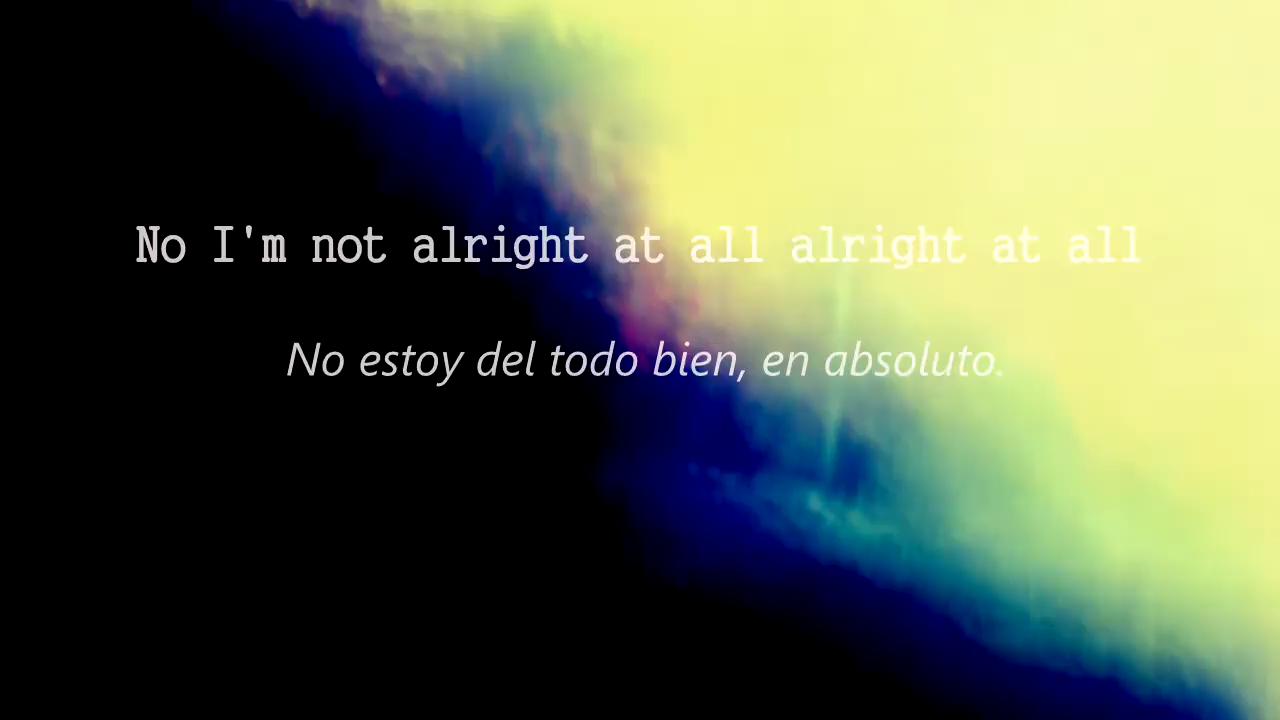 No I'm not alright at all alright at all
No estoy del todo bien, en absoluto.